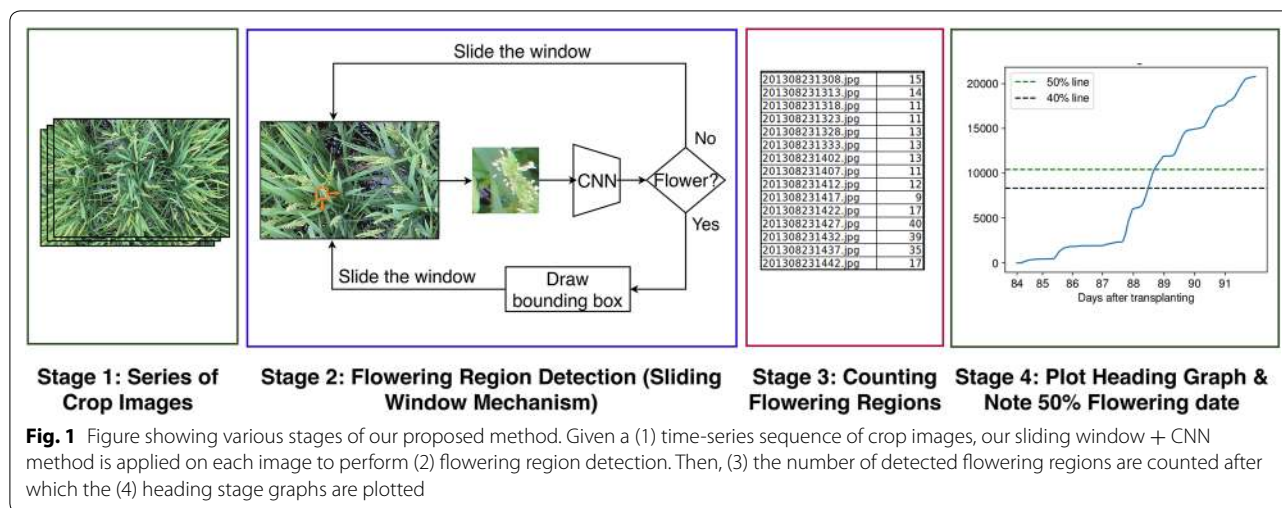 Slide the window
No
CNN
Flower?
Yes
Slide the window
Draw
bounding box
201308231308.jpg 15
201308231313.jpg 14
201308231318.jpg 11
201308231323.jpg 11
201308231328.jpg 13
201308231333.jpg 13
201308231402.jpg 13
201308231407.jpg 11
201308231412.jpg 12
201308231417.jpg 9
201308231422.jpg 17
201308231427.jpg 40
201308231432.jpg 39
201308231437.jpg 35
201308231442.jpg 17
50% line
40% line
20000
15000
10000
5000
0
84 85 86 87 88 89 90 91
Days after transplanting
Stage 1: Series of
Crop Images
Stage 2: Flowering Region Detection (Sliding
Window Mechanism)
Stage 3: Counting
Flowering Regions
Stage 4: Plot Heading Graph &
Note 50% Flowering date
Fig. 1 Figure showing various stages of our proposed method. Given a (1) time-series sequence of crop images, our sliding window + CNN
method is applied on each image to perform (2) flowering region detection. Then, (3) the number of detected flowering regions are counted after
which the (4) heading stage graphs are plotted